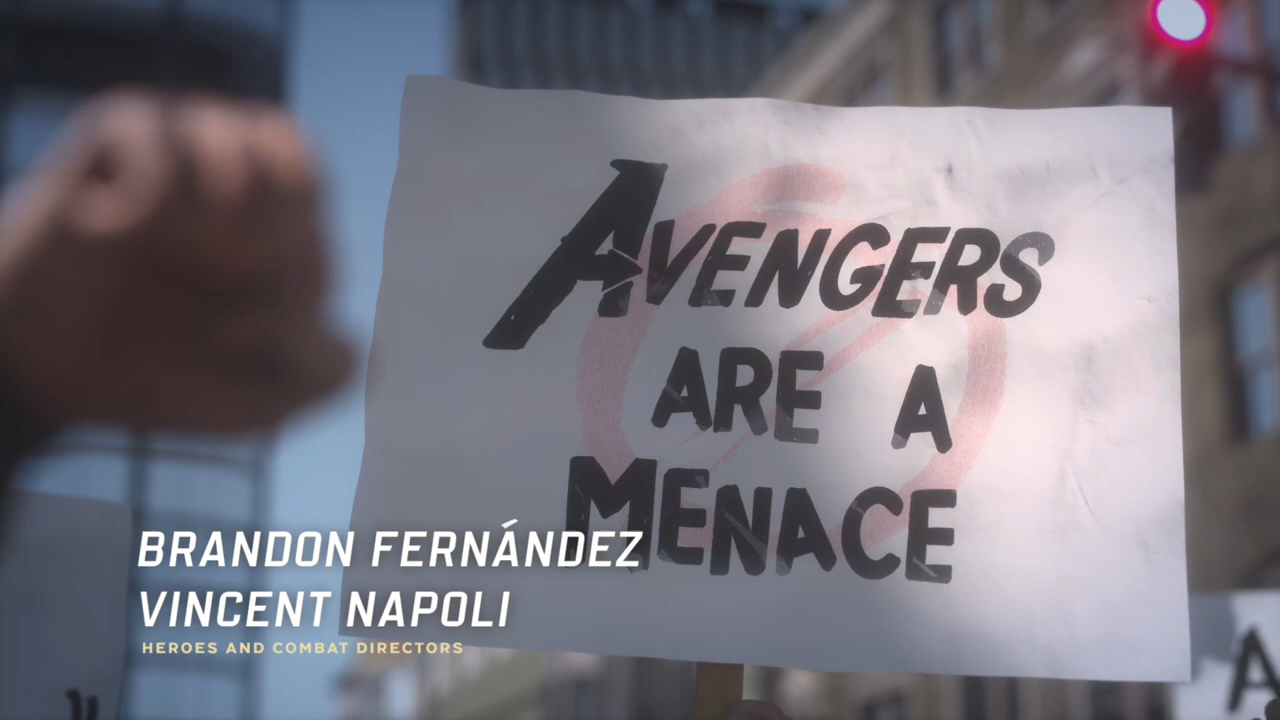 AVENGERS
ARE A
MENACE
BRANDON FERNÁNDEZ
VINCENT NAPOLI
HEROES AND COMBAT DIRECTORS